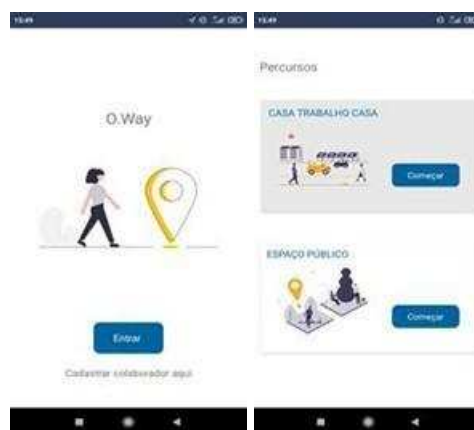 15:49
O.Way
Entrar
Cadastrar colaborador aqui
15:49
Percursos
CASA TRABALHO CASA
Começar
ESPAÇO PÚBLICO
Começar